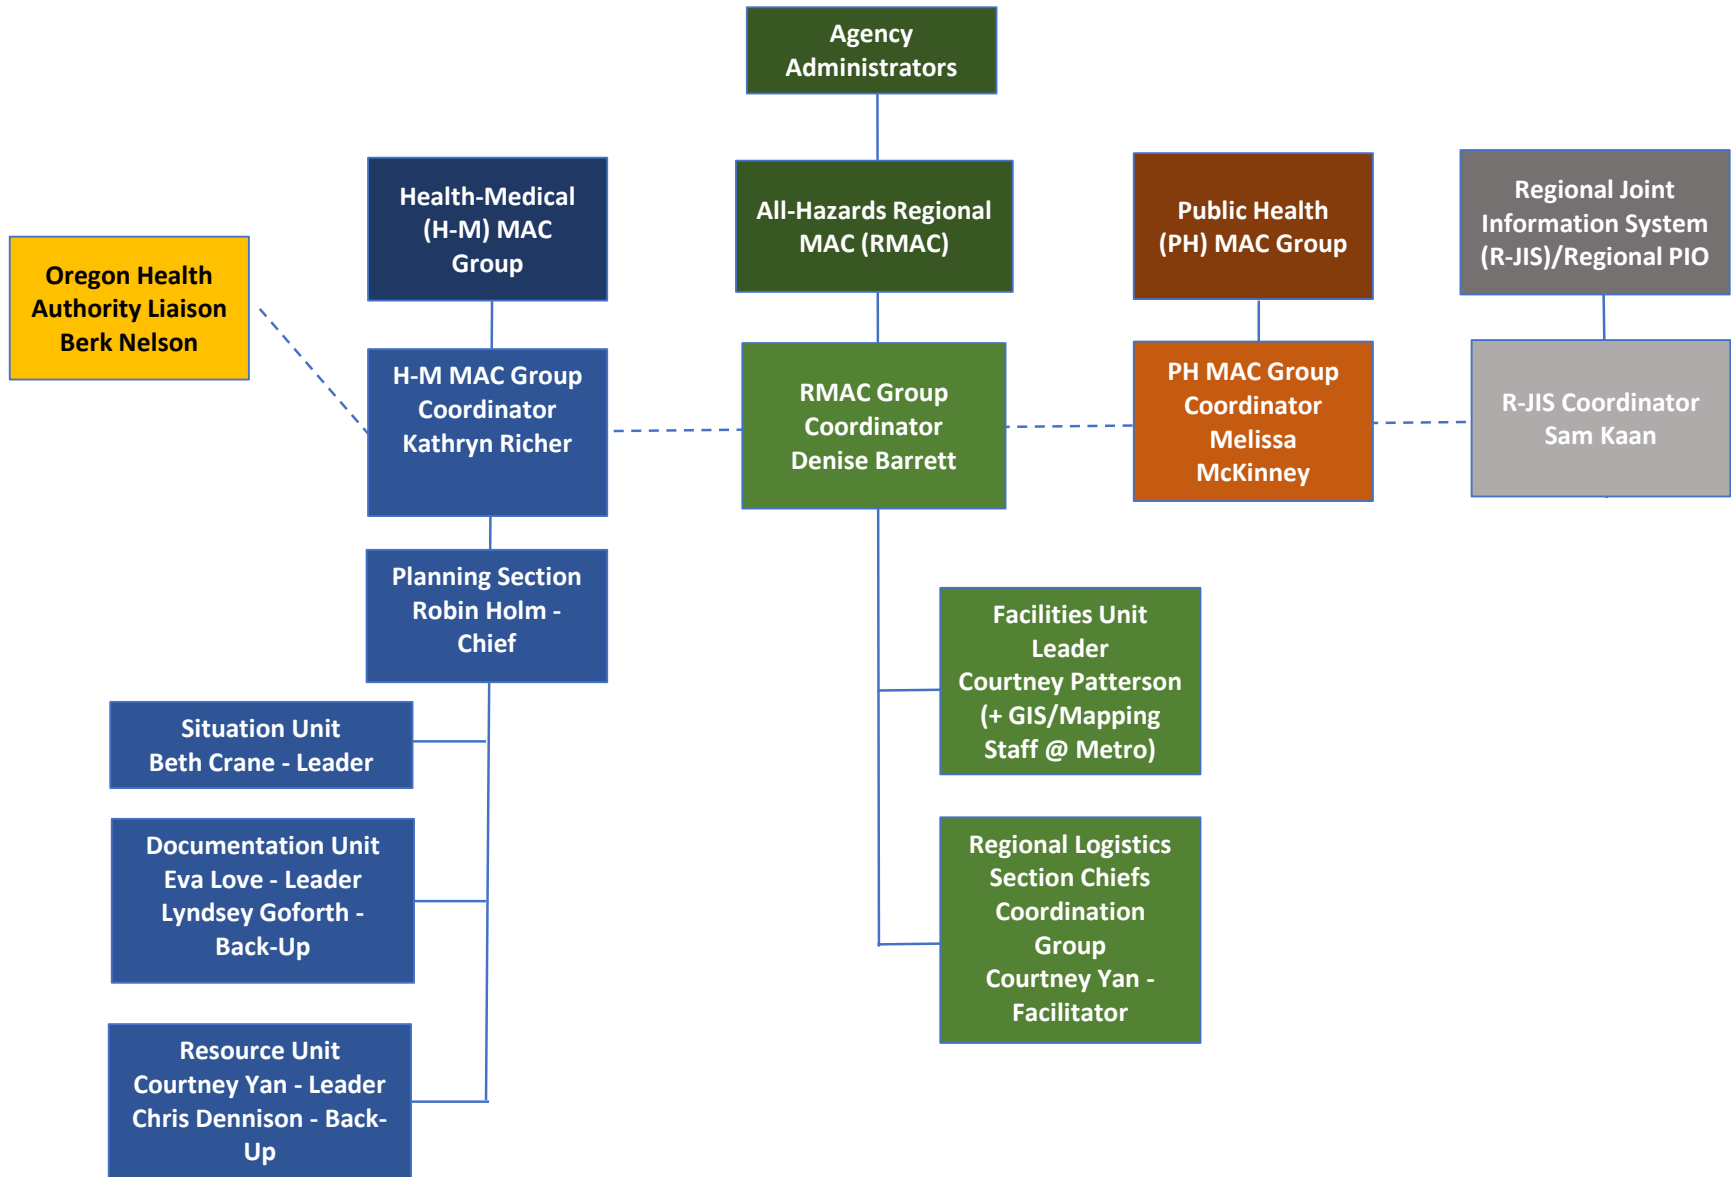 Agency
Administrators
Health-Medical
(H-M) MAC
Group
All-Hazards Regional
MAC (RMAC)
Public Health
(PH) MAC Group
Regional Joint
Information System
(R-JIS)/Regional PIO
Oregon Health
Authority Liaison
Berk Nelson
H-M MAC Group
Coordinator
Kathryn Richer
RMAC Group
Coordinator
Denise Barrett
PH MAC Group
Coordinator
Melissa
McKinney
R-JIS Coordinator
Sam Kaan
Planning Section
Robin Holm -
Chief
Situation Unit
Beth Crane - Leader
Documentation Unit
Eva Love - Leader
Lyndsey Goforth -
Back-Up
Resource Unit
Courtney Yan - Leader
Chris Dennison - Back-
Up
Facilities Unit
Leader
Courtney Patterson
(+ GIS/Mapping
Staff @ Metro)
Regional Logistics
Section Chiefs
Coordination
Group
Courtney Yan -
Facilitator